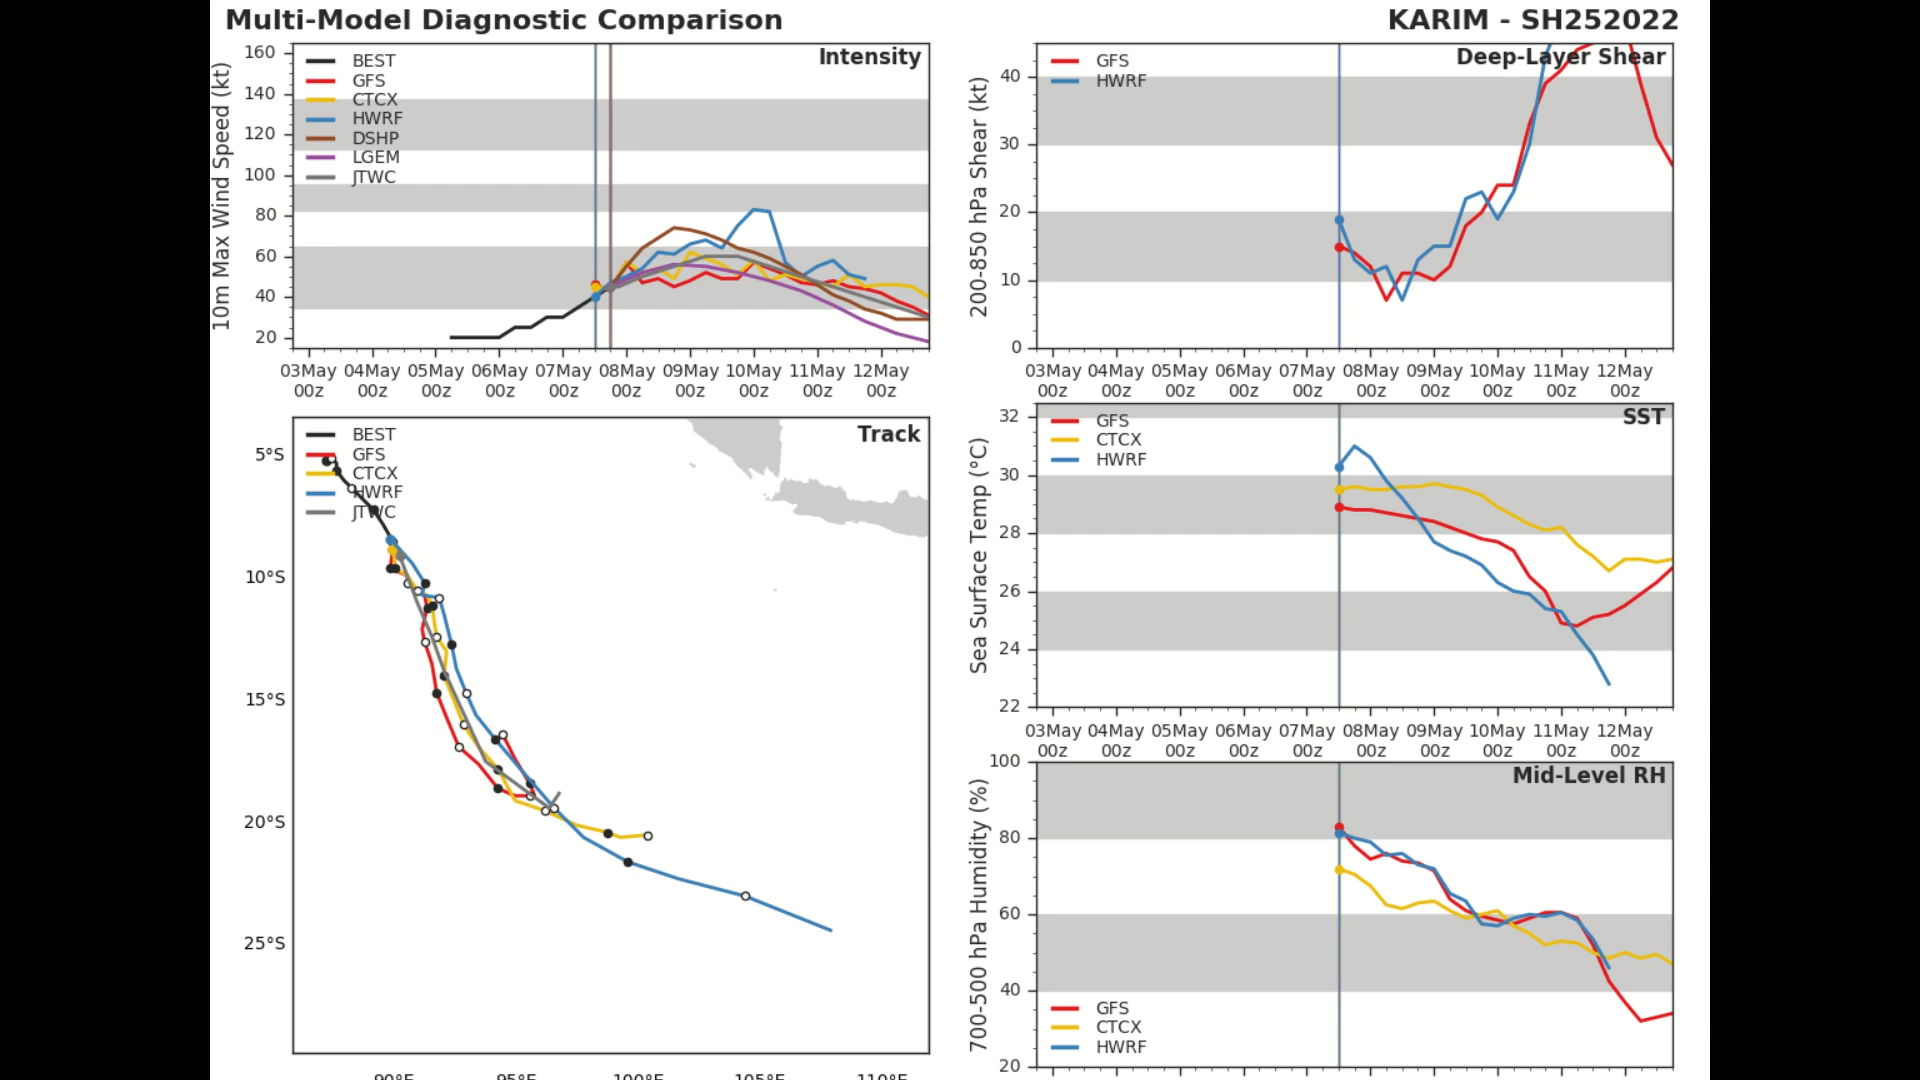 Multi-Model Diagnostic Comparison
KARIM - SH252022
Intensity
10m Max Wind Speed (kt)
160
140
120
100
80
60
40
20
BEST
GFS
CTCX
HWRF
DSHP
LGEM
JTWC
03May 04May 05May 06May 07May 08May 09May 10May 11May 12May
00z 00z 00z 00z 00z 00z 00z 00z 00z 00z
Track
BEST
GFS
CTCX
HWRF
JTWC
5°S
10°S
15°S
20°S
25°S
90°E 95°E 100°E 105°E 110°E
Deep-Layer Shear
200-850 hPa Shear (kt)
GFS
HWRF
40
30
20
10
0
03May 04May 05May 06May 07May 08May 09May 10May 11May 12May
00z 00z 00z 00z 00z 00z 00z 00z 00z 00z
SST
Sea Surface Temp (°C)
GFS
CTCX
HWRF
32
30
28
26
24
22
03May 04May 05May 06May 07May 08May 09May 10May 11May 12May
00z 00z 00z 00z 00z 00z 00z 00z 00z 00z
Mid-Level RH
700-500 hPa Humidity (%)
100
80
60
40
20
GFS
CTCX
HWRF